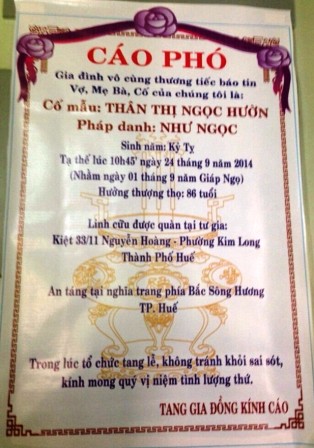 CÁO PHÓ
Gia đình vô cùng thương tiếc báo tin
Vợ, Mẹ Bà, Cố của chúng tôi là:
Cố mẫu: THÂN THỊ NGỌC HƯỜN
Pháp danh: NHƯ NGỌC
Sinh năm: Kỷ Tỵ
Tạ thế lúc 10h45' ngày 24 tháng 9 năm 2014
(Nhằm ngày 01 tháng 9 năm Giáp Ngọ)
Hưởng thượng thọ: 86 tuổi
Linh cữu được quàn tại tư gia:
Kiệt 33/11 Nguyễn Hoàng - Phường Kim Long
Thành Phố Huế
An táng tại nghĩa trang phía Bắc Sông Hương
TP. Huế
Trong lúc tổ chức tang lễ, không tránh khỏi sai sót,
kính mong quý vị niệm tình lượng thứ.
TANG GIA ĐỒNG KÍNH CÁO